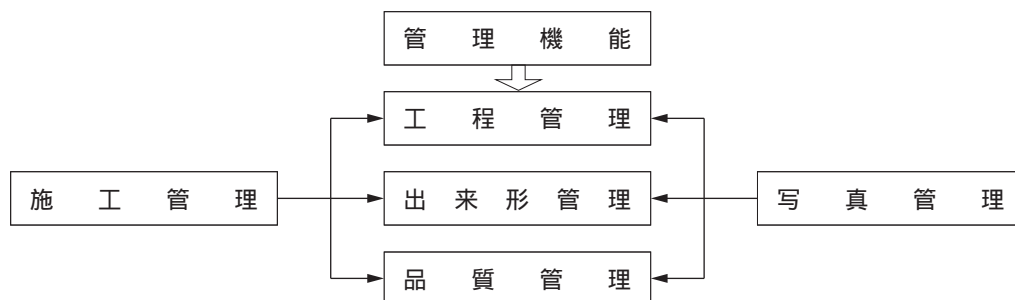 管理機能
工程管理
施工管理
出来形管理
写真管理
品質管理